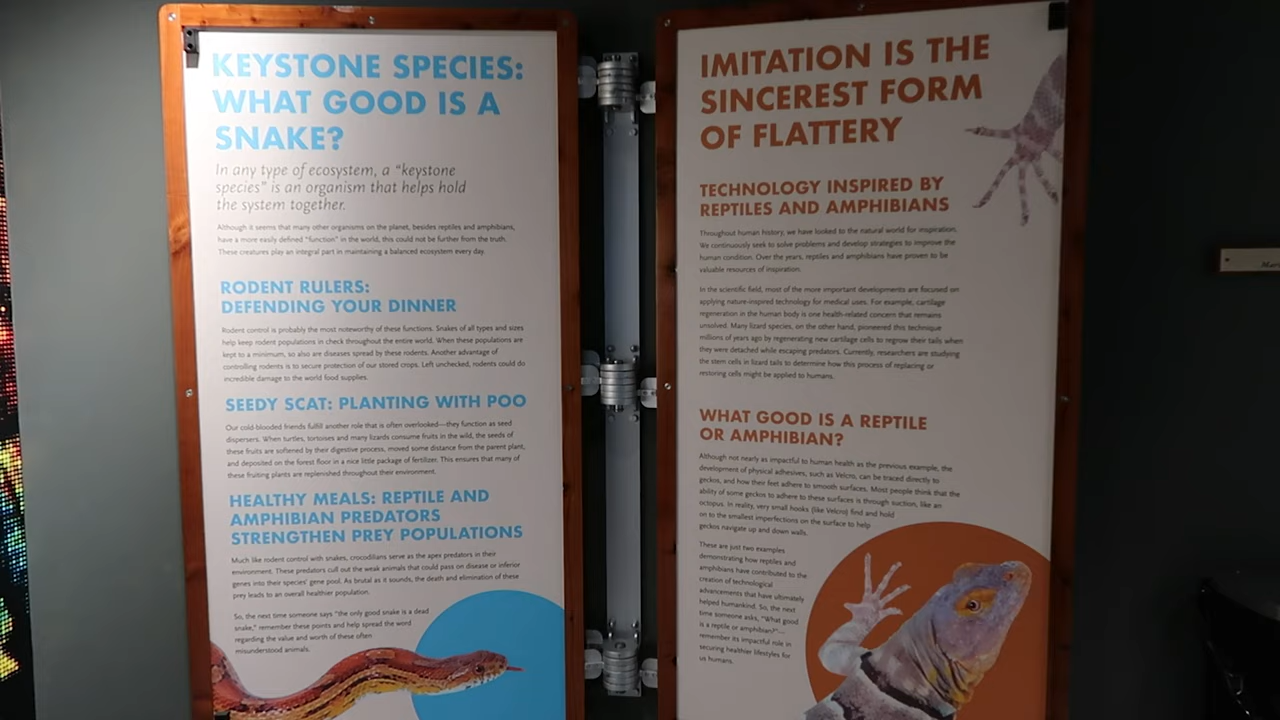 KEYSTONE SPECIES:
WHAT GOOD IS A
SNAKE?
In any type of ecosystem, a "keystone
species" is an organism that helps hold
the system together.
Although it seems that many other organisms on the planet, besides reptiles and amphibians,
have a more easily defined "function" in the world, this could not be further from the truth.
These creatures play an integral part in maintaining a balanced ecosystem every day.
RODENT RULERS:
DEFENDING YOUR DINNER
Rodent control is probably the most noteworthy of these functions. Snakes of all types and sizes
help keep rodent populations in check throughout the entire world. When these populations are
kept to a minimum, so also are diseases spread by these rodents. Another advantage of
controlling rodents is to secure protection of our stored crops. Left unchecked, rodents could do
incredible damage to the world food supplies.
SEEDY SCAT: PLANTING WITH POO
Our cold-blooded friends fulfill another role that is often overlooked—they function as seed
dispersers. When turtles, tortoises and many lizards consume fruits in the wild, the seeds of
these fruits are softened by their digestive process, moved some distance from the parent plant,
and deposited on the forest floor in a nice little package of fertilzer. This ensures that many of
these fruiting plants are replenished throughout their environment.
HEALTHY MEALS: REPTILE AND
AMPHIBIAN PREDATORS
STRENGTHEN PREY POPULATIONS
Much like rodent control with snakes, crocodilians serve as the apex predators in their
environment. These predators cull out the weak animals that could pass on disease or inferior
genes into their species' gene pool. As brutal as it sounds, the death and elimination of these
prey leads to an overall healthier population.
So, the next time someone says "the only good snake is a dead
snake," remember these points and help spread the word
regarding the value and worth of these often
misunderstood animals.
IMITATION IS THE
SINCEREST FORM
OF FLATTERY
TECHNOLOGY INSPIRED BY
REPTILES AND AMPHIBIANS
Throughout human history, we have looked to the natural world for inspiration.
We continuously seek to solve problems and develop strategies to improve the
human condition. Over the years, reptiles and amphibians have proven to be
valuable resources of inspiration.
In the scientific field, most of the more important developments are focused on
applying nature-inspired technology for medical uses. For example, cartilage
regeneration in the human body is one health-related concern that remains
unsolved. Many lizard species, on the other hand, pioneered this technique
millions of years ago by regenerating new cartilage cells to regrow their tails when
they were detached while escaping predators. Currently, researchers are studying
the stem cells in lizard tails to determine how this process of replacing or
restoring cells might be applied to humans.
WHAT GOOD IS A REPTILE
OR AMPHIBIAN?
Although not nearly as impactful to human health as the previous example, the
development of physical adhesives, such as Velcro, can be traced directly to
geckos, and how their feet adhere to smooth surfaces. Most people think that the
ability of some geckos to adhere to these surfaces is through suction, like an
octopus. In reality, very small hooks (like Velcro) find and hold
on to the smallest imperfections on the surface to help
geckos navigate up and down walls.
These are just two examples
demonstrating how reptiles and
amphibians have contributed to the
creation of technological
advancements that have ultimately
helped humankind. So, the next
time someone asks, "What good
is a reptile or amphibian?"—
remember its impactful role in
securing healthier lifestyles for
us humans.